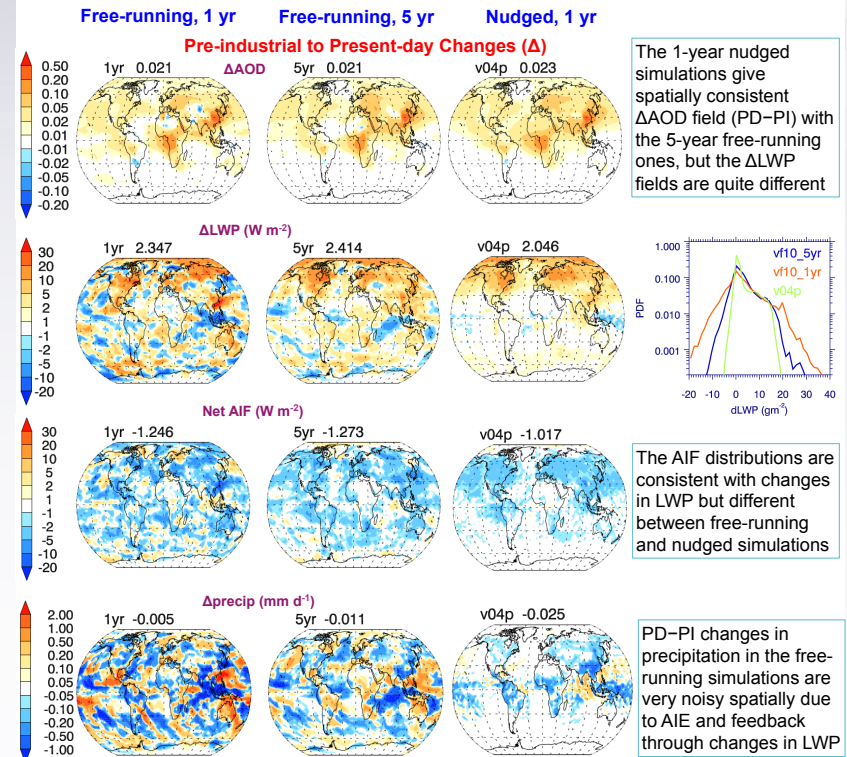 Free-running, 1 yr Free-running, 5 yr Nudged, 1 yr
Pre-industrial to Present-day Changes (Δ)
ΔAOD
1yr 0.021 5yr 0.021 v04p 0.023
0.50
0.20
0.10
0.05
0.02
0.01
-0.01
-0.02
-0.05
-0.10
-0.20
The 1-year nudged
simulations give
spatially consistent
ΔAOD field (PD−PI) with
the 5-year free-running
ones, but the ΔLWP
fields are quite different
ΔLWP (W m-2)
1yr 2.347 5yr 2.414 v04p 2.046
30
20
10
5
2
1
-1
-2
-5
-10
-20
1.000
0.100
0.010
0.001
PDF
vf10_5yr
vf10_1yr
v04p
-20 -10 0 10 20 30 40
dLWP (gm-2)
Net AIF (W m-2)
1yr -1.246 5yr -1.273 v04p -1.017
30
20
10
5
2
1
-1
-2
-5
-10
-20
The AIF distributions are
consistent with changes
in LWP but different
between free-running
and nudged simulations
Δprecip (mm d-1)
1yr -0.005 5yr -0.011 v04p -0.025
2.00
1.00
0.50
0.20
0.10
0.05
-0.05
-0.10
-0.20
-0.50
-1.00
PD−PI changes in
precipitation in the free-
running simulations are
very noisy spatially due
to AIE and feedback
through changes in LWP